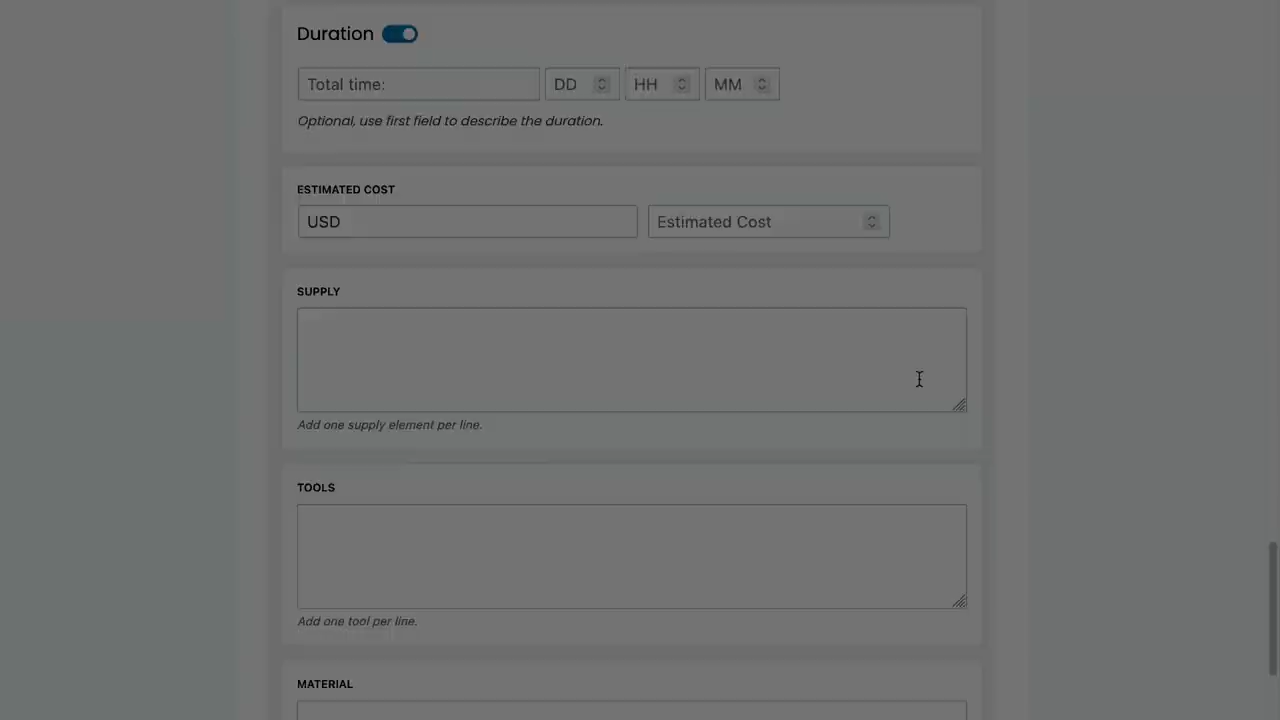 Duration
Total time: DD HH MM
Optional, use first field to describe the duration.
ESTIMATED COST
USD Estimated Cost
SUPPLY
Add one supply element per line.
TOOLS
Add one tool per line.
MATERIAL